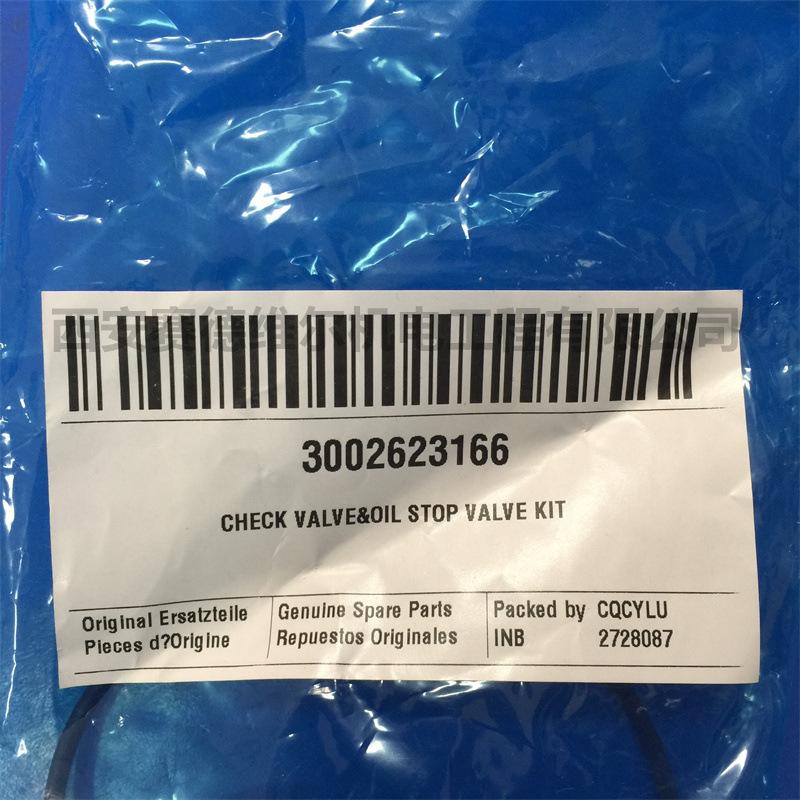 西安赛德维尔机电工程有限公司
3002623166
CHECK VALVE&OIL STOP VALVE KIT
Original Ersatzteile
Pieces d?Origine
Genuine Spare Parts
Repuestos Originales
Packed by CQCYLU
INB 2728087